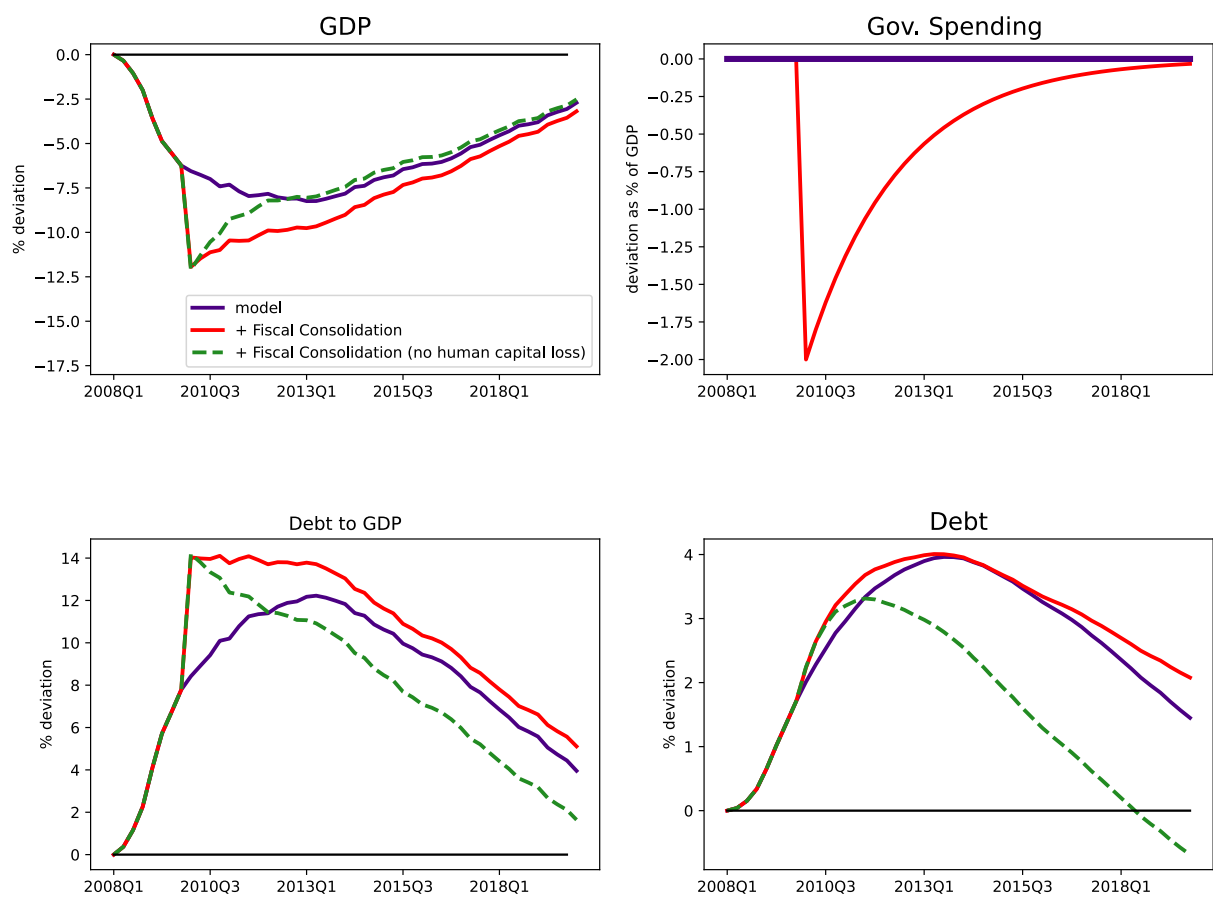 GDP
% deviation
0.0
−2.5
−5.0
−7.5
−10.0
−12.5
−15.0
−17.5
model
+ Fiscal Consolidation
+ Fiscal Consolidation (no human capital loss)
2008Q1 2010Q3 2013Q1 2015Q3 2018Q1
Gov. Spending
deviation as % of GDP
0.00
−0.25
−0.50
−0.75
−1.00
−1.25
−1.50
−1.75
−2.00
2008Q1 2010Q3 2013Q1 2015Q3 2018Q1
Debt to GDP
% deviation
14
12
10
8
6
4
2
0
2008Q1 2010Q3 2013Q1 2015Q3 2018Q1
Debt
% deviation
4
3
2
1
0
2008Q1 2010Q3 2013Q1 2015Q3 2018Q1